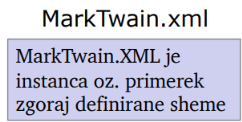 MarkTwain.xml
MarkTwain.XML je
instanca oz. primerek
zgoraj definirane sheme